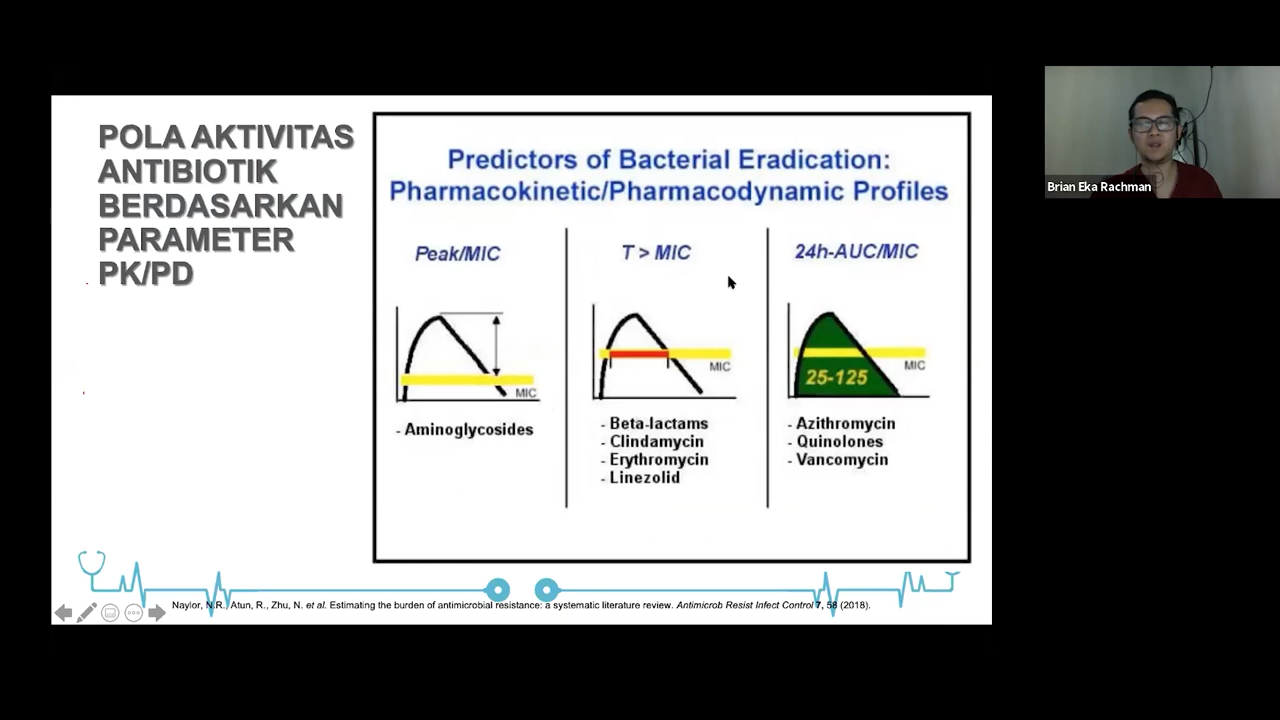 POLA AKTIVITAS
ANTIBIOTIK
BERDASARKAN
PARAMETER
PK/PD
Predictors of Bacterial Eradication:
Pharmacokinetic/Pharmacodynamic Profiles
Peak/MIC
MIC
- Aminoglycosides
T > MIC
MIC
- Beta-lactams
- Clindamycin
- Erythromycin
- Linezolid
24h-AUC/MIC
MIC
25-125
- Azithromycin
- Quinolones
- Vancomycin
Naylor, N.R., Atun, R., Zhu, N. et al. Estimating the burden of antimicrobial resistance: a systematic literature review. Antimicrob Resist Infect Control 7, 58 (2018).
Brian Eka Rachman